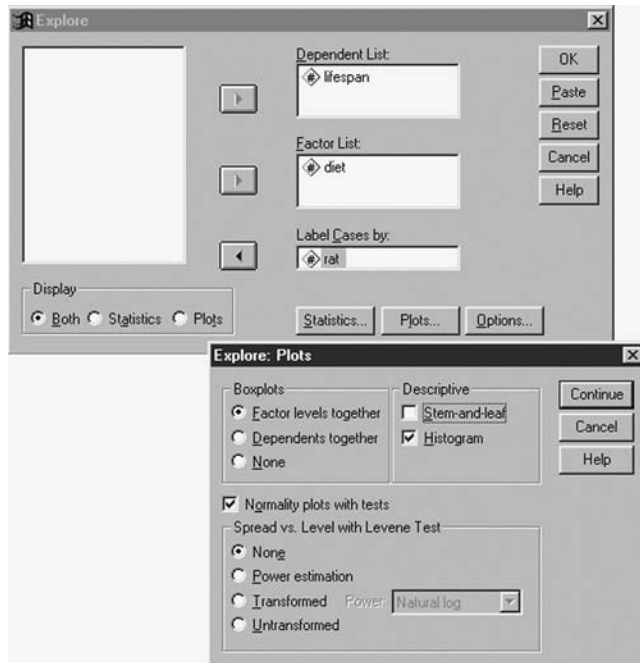 Explore
Dependent List:
# lifespan
Factor List:
# diet
Label Cases by:
# rat
OK
Paste
Reset
Cancel
Help
Display
Both Statistics Plots
Statistics... Plots... Options...
Explore: Plots
Boxplots
Factor levels together
Dependents together
None
Descriptive
Stem-and-leaf
Histogram
Continue
Cancel
Help
Normality plots with tests
Spread vs. Level with Levene Test
None
Power estimation
Transformed Power: Natural log
Untransformed